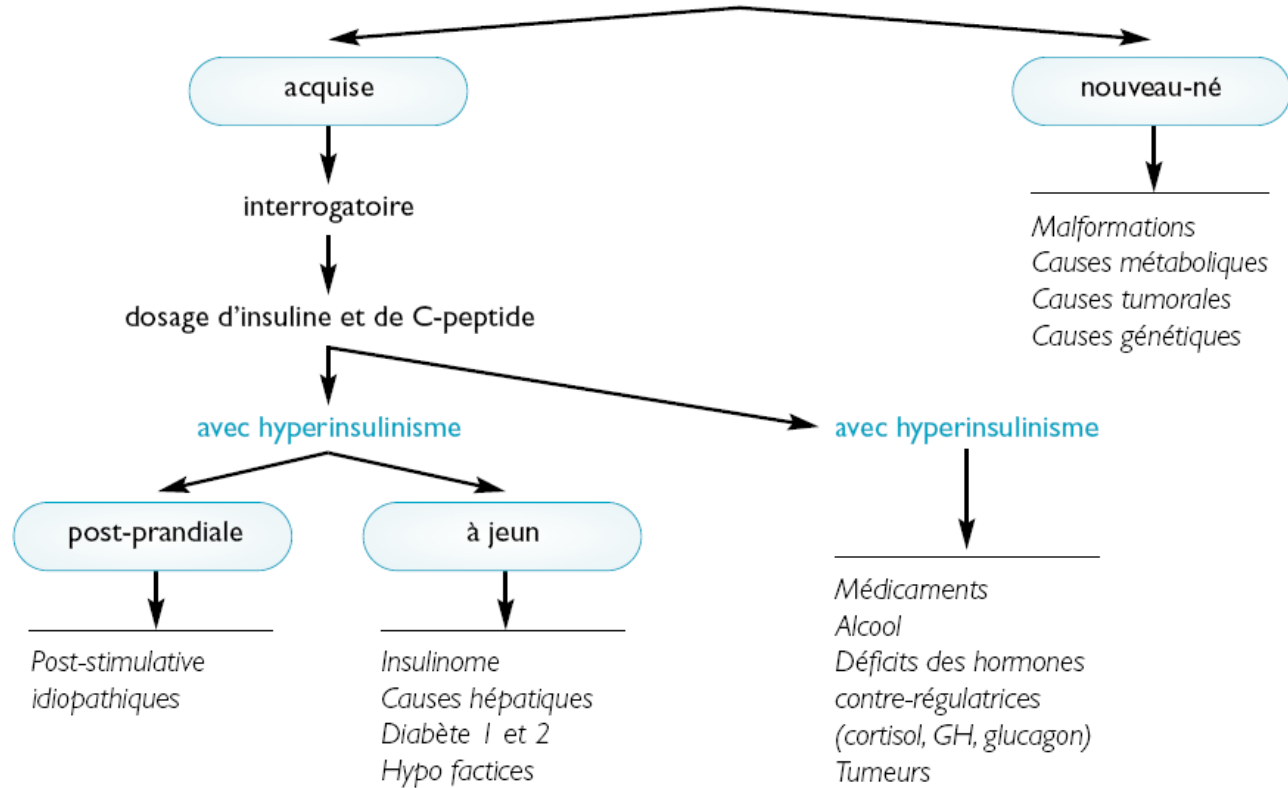 acquise
nouveau-né
interrogatoire
dosage d'insuline et de C-peptide
Malformations
Causes métaboliques
Causes tumorales
Causes génétiques
avec hyperinsulinisme
avec hyperinsulinisme
post-prandiale
à jeun
Post-stimulative
idiopathiques
Insulinome
Causes hépatiques
Diabète 1 et 2
Hypo factices
Médicaments
Alcool
Déficits des hormones
contre-régulatrices
(cortisol, GH, glucagon)
Tumeurs